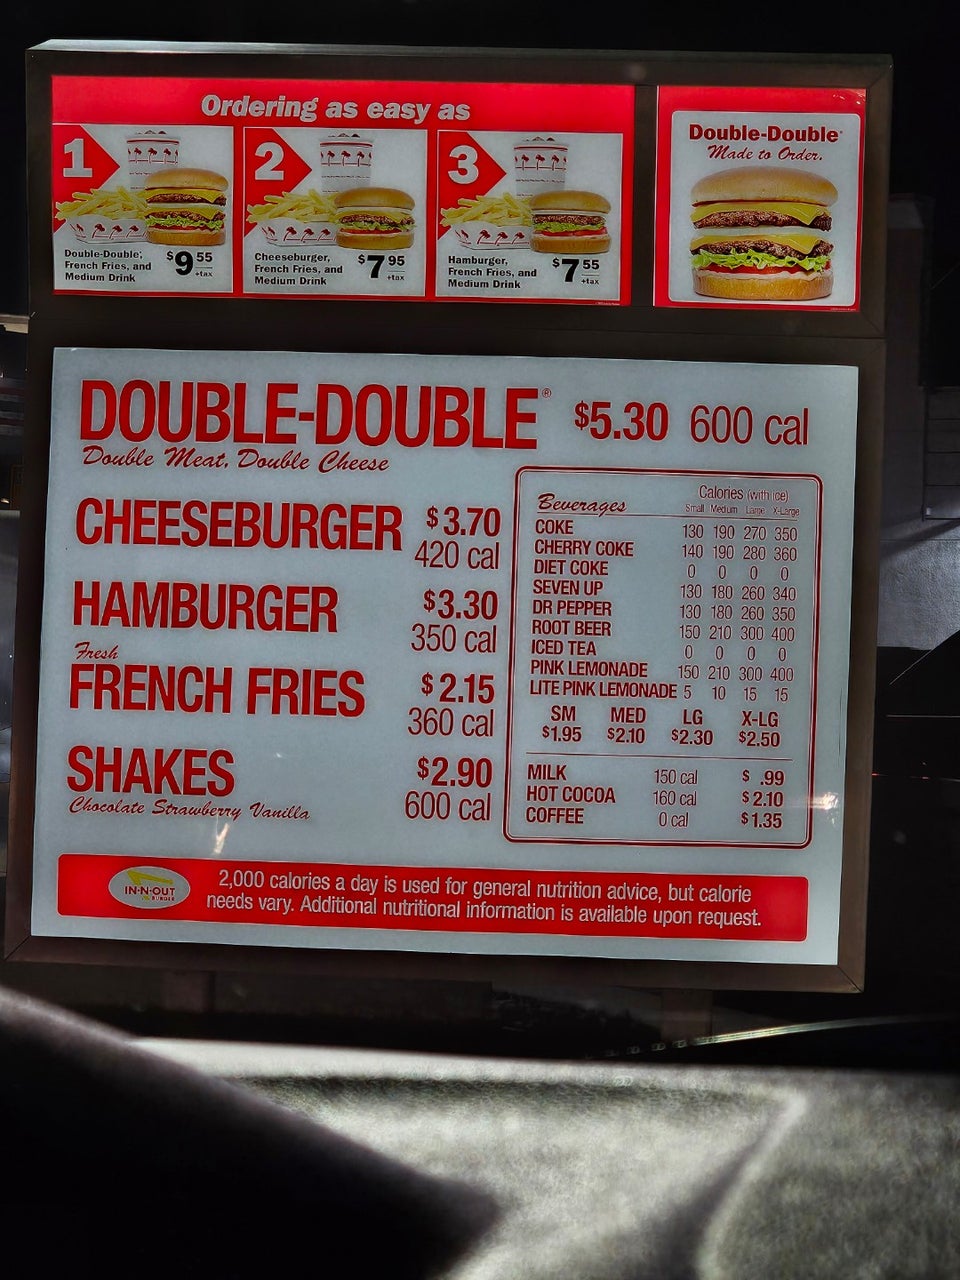 Ordering as easy as
1
Double-Double,®
French Fries, and
Medium Drink
$9 55
+tax
2
Cheeseburger,
French Fries, and
Medium Drink
$7 95
+tax
3
Hamburger,
French Fries, and
Medium Drink
$7 55
+tax
Double-Double®
Made to Order.
DOUBLE-DOUBLE® $5.30 600 cal
Double Meat, Double Cheese
CHEESEBURGER $3.70
420 cal
HAMBURGER $3.30
350 cal
Fresh
FRENCH FRIES $2.15
360 cal
SHAKES $2.90
Chocolate Strawberry Vanilla 600 cal
Beverages Calories (with ice)
Small Medium Large X-Large
COKE 130 190 270 350
CHERRY COKE 140 190 280 360
DIET COKE 0 0 0 0
SEVEN UP 130 180 260 340
DR PEPPER 130 180 260 350
ROOT BEER 150 210 300 400
ICED TEA 0 0 0 0
PINK LEMONADE 150 210 300 400
LITE PINK LEMONADE 5 10 15 15
SM MED LG X-LG
$1.95 $2.10 $2.30 $2.50
MILK 150 cal $ .99
HOT COCOA 160 cal $2.10
COFFEE 0 cal $1.35
IN-N-OUT
BURGER
2,000 calories a day is used for general nutrition advice, but calorie
needs vary. Additional nutritional information is available upon request.